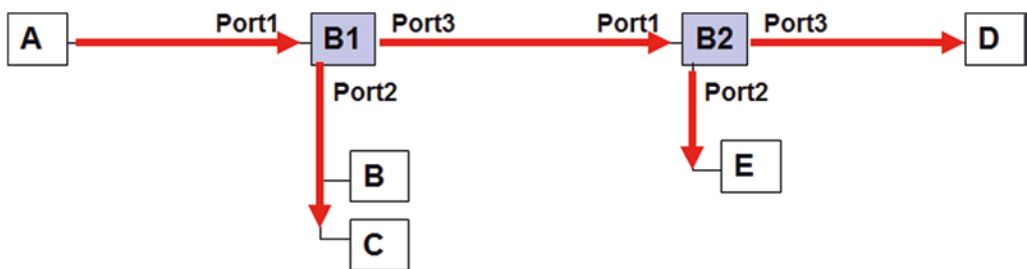 A Port1 B1 Port3 Port1 B2 Port3 D
Port2 Port2
B E
C